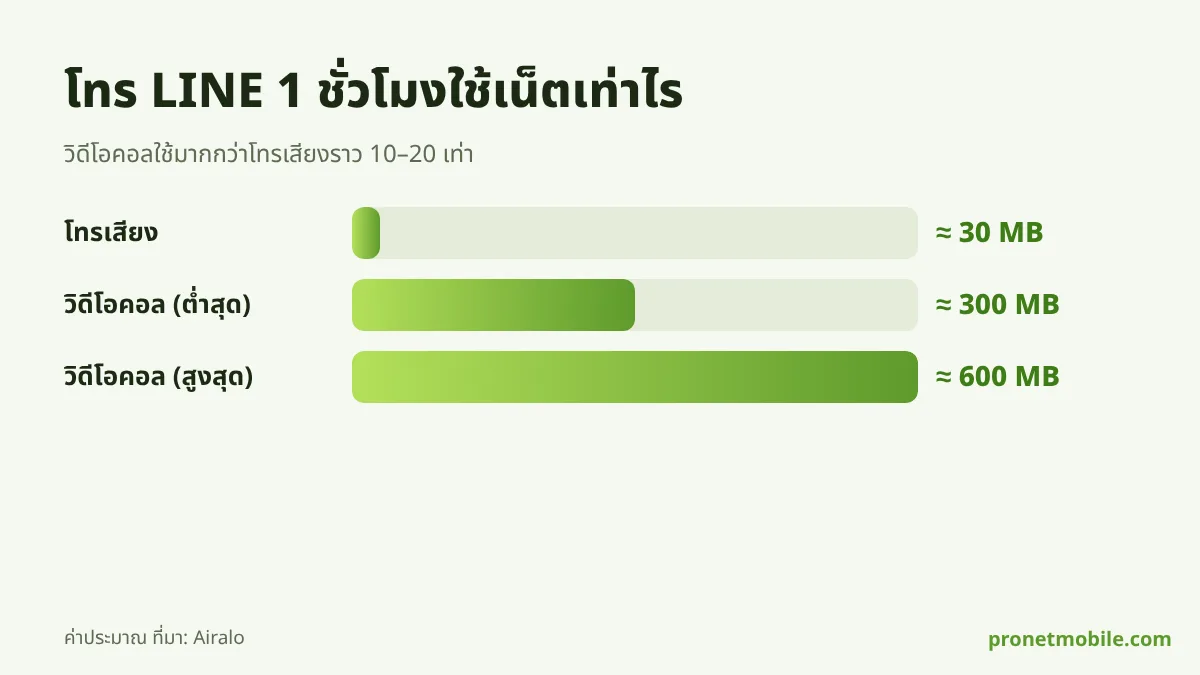 โทร LINE 1 ชั่วโมงใช้เน็ตเท่าไร
วิดีโอคอลใช้มากกว่าโทรเสียงราว 10–20 เท่า
โทรเสียง ≈ 30 MB
วิดีโอคอล (ต่ำสุด) ≈ 300 MB
วิดีโอคอล (สูงสุด) ≈ 600 MB
ค่าประมาณ ที่มา: Airalo
pronetmobile.com